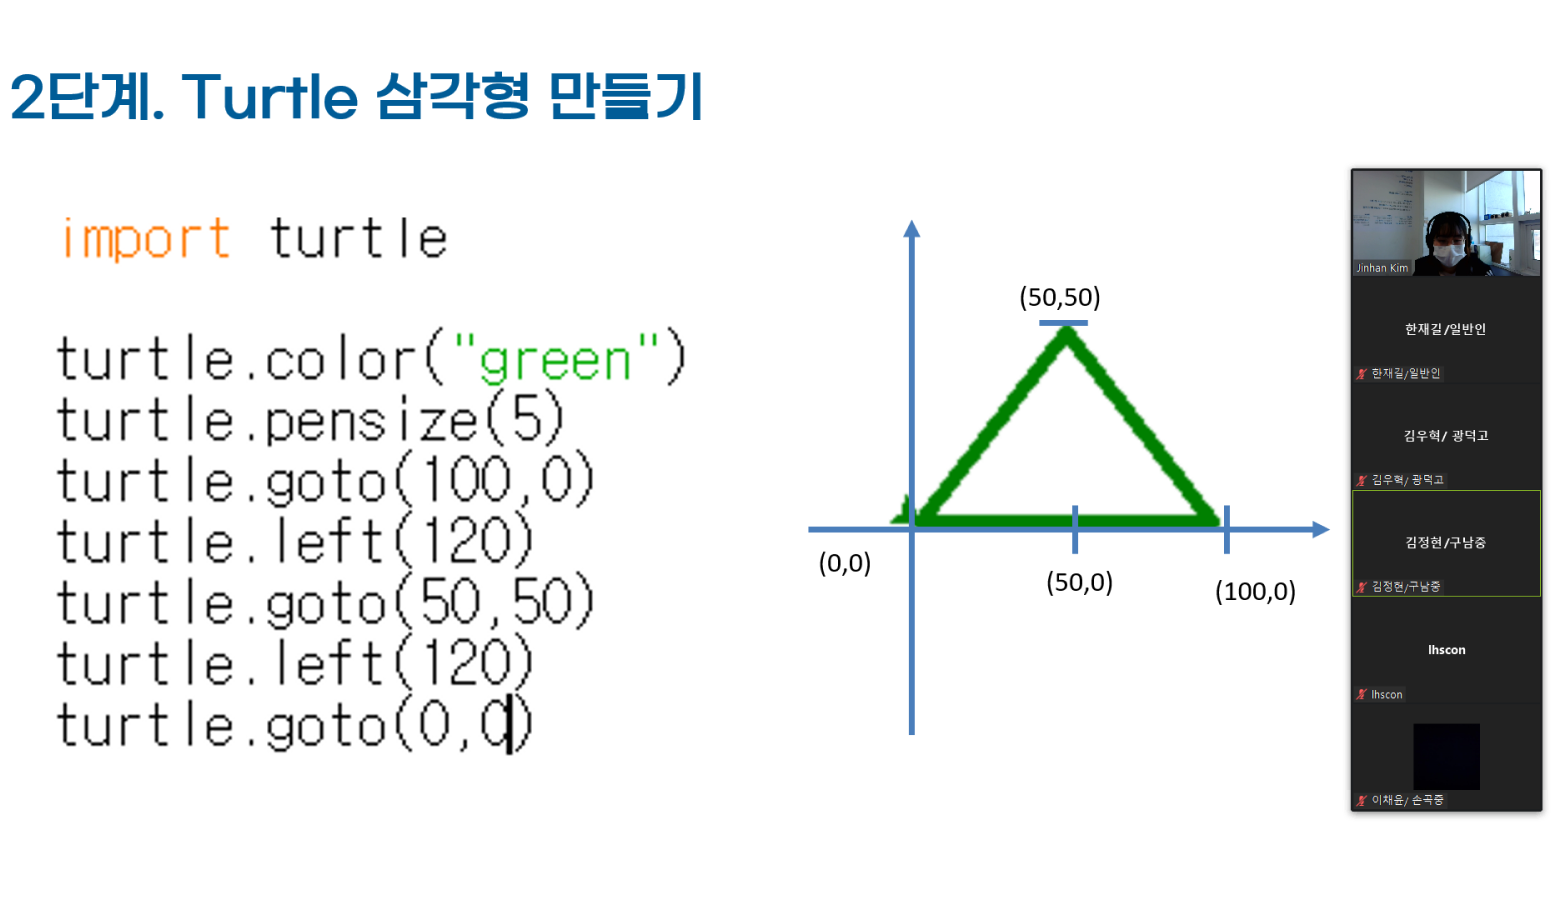 2단계. Turtle 삼각형 만들기
import turtle
turtle.color("green")
turtle.pensize(5)
turtle.goto(100,0)
turtle.left(120)
turtle.goto(50,50)
turtle.left(120)
turtle.goto(0,0)
(50,50)
(0,0)
(50,0)
(100,0)
Jinhan Kim
한재길/일반인
한재길/일반인
김우혁/ 광덕고
김우혁/ 광덕고
김정현/구남중
김정현/구남중
lhscon
lhscon
이채윤/ 손곡중